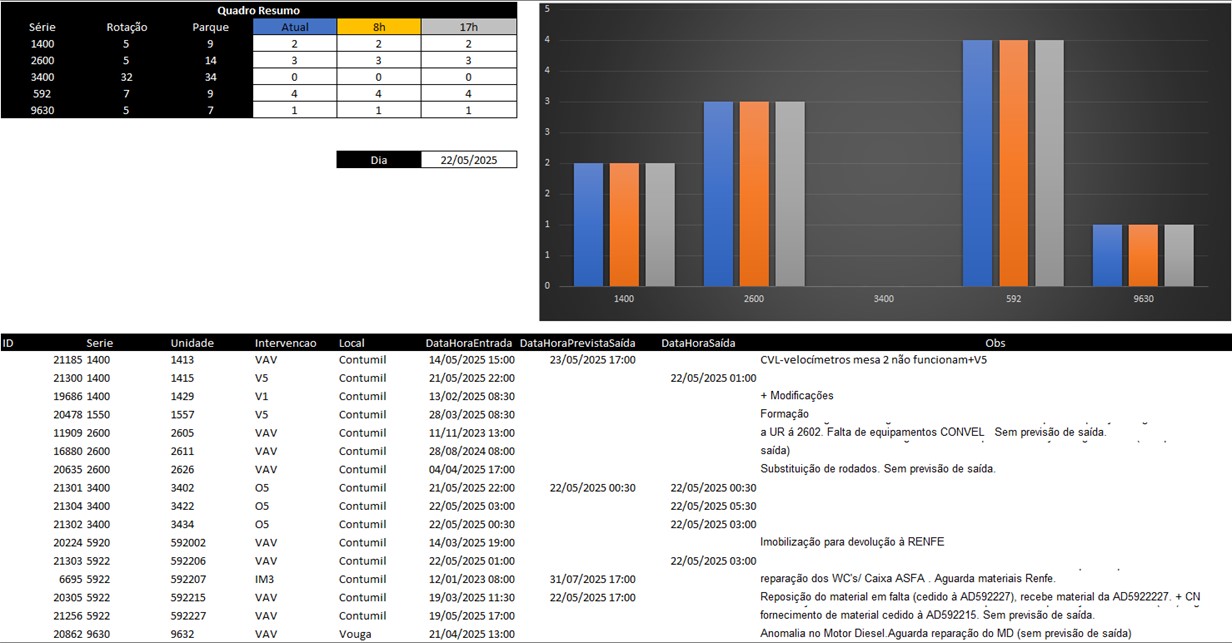 Quadro Resumo
Série Rotação Parque Atual 8h 17h
1400 5 9 2 2 2
2600 5 14 3 3 3
3400 32 34 0 0 0
592 7 9 4 4 4
9630 5 7 1 1 1
Dia 22/05/2025
5
4
4
3
3
2
2
1
1
0
1400 2600 3400 592 9630
ID Serie Unidade Intervencao Local DataHoraEntrada DataHoraPrevistaSaída DataHoraSaída Obs
21185 1400 1413 VAV Contumil 14/05/2025 15:00 23/05/2025 17:00 CVL-velocímetros mesa 2 não funcionam+V5
21300 1400 1415 V5 Contumil 21/05/2025 22:00 22/05/2025 01:00
19686 1400 1429 V1 Contumil 13/02/2025 08:30 + Modificações
20478 1550 1557 V5 Contumil 28/03/2025 08:30 Formação
11909 2600 2605 VAV Contumil 11/11/2023 13:00 a UR á 2602. Falta de equipamentos CONVEL Sem previsão de saída.
16880 2600 2611 VAV Contumil 28/08/2024 08:00 saída)
20635 2600 2626 VAV Contumil 04/04/2025 17:00 Substituição de rodados. Sem previsão de saída.
21301 3400 3402 O5 Contumil 21/05/2025 22:00 22/05/2025 00:30 22/05/2025 00:30
21304 3400 3422 O5 Contumil 22/05/2025 03:00 22/05/2025 05:30
21302 3400 3434 O5 Contumil 22/05/2025 00:30 22/05/2025 03:00
20224 5920 592002 VAV Contumil 14/03/2025 19:00 Imobilização para devolução à RENFE
21303 5922 592206 VAV Contumil 22/05/2025 01:00 22/05/2025 03:00
6695 5922 592207 IM3 Contumil 12/01/2023 08:00 31/07/2025 17:00 reparação dos WC's/ Caixa ASFA . Aguarda materiais Renfe.
20305 5922 592215 VAV Contumil 19/03/2025 11:30 22/05/2025 17:00 Reposição do material em falta (cedido à AD592227), recebe material da AD5922227. + CN
21256 5922 592227 VAV Contumil 19/05/2025 17:00 fornecimento de material cedido à AD592215. Sem previsão de saída.
20862 9630 9632 VAV Vouga 21/04/2025 13:00 Anomalia no Motor Diesel.Aguarda reparação do MD (sem previsão de saída)